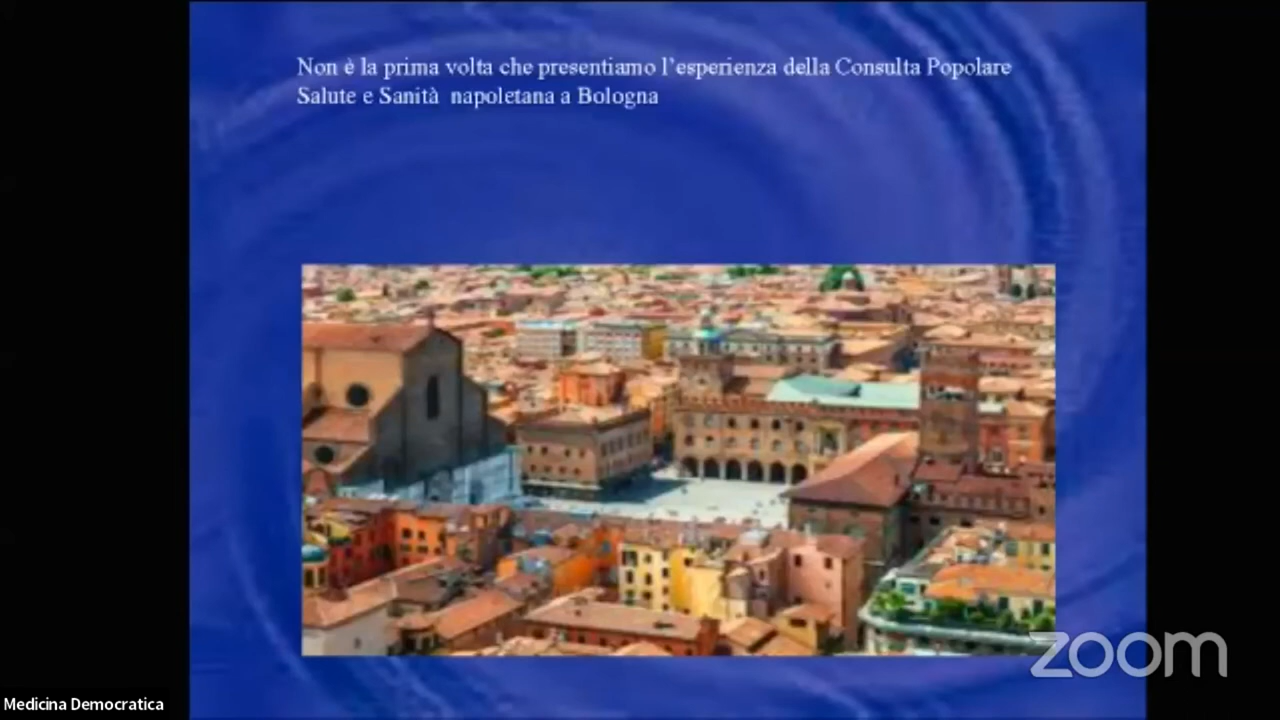 Non è la prima volta che presentiamo l’esperienza della Consulta Popolare
Salute e Sanità napoletana a Bologna
zoom
Medicina Democratica